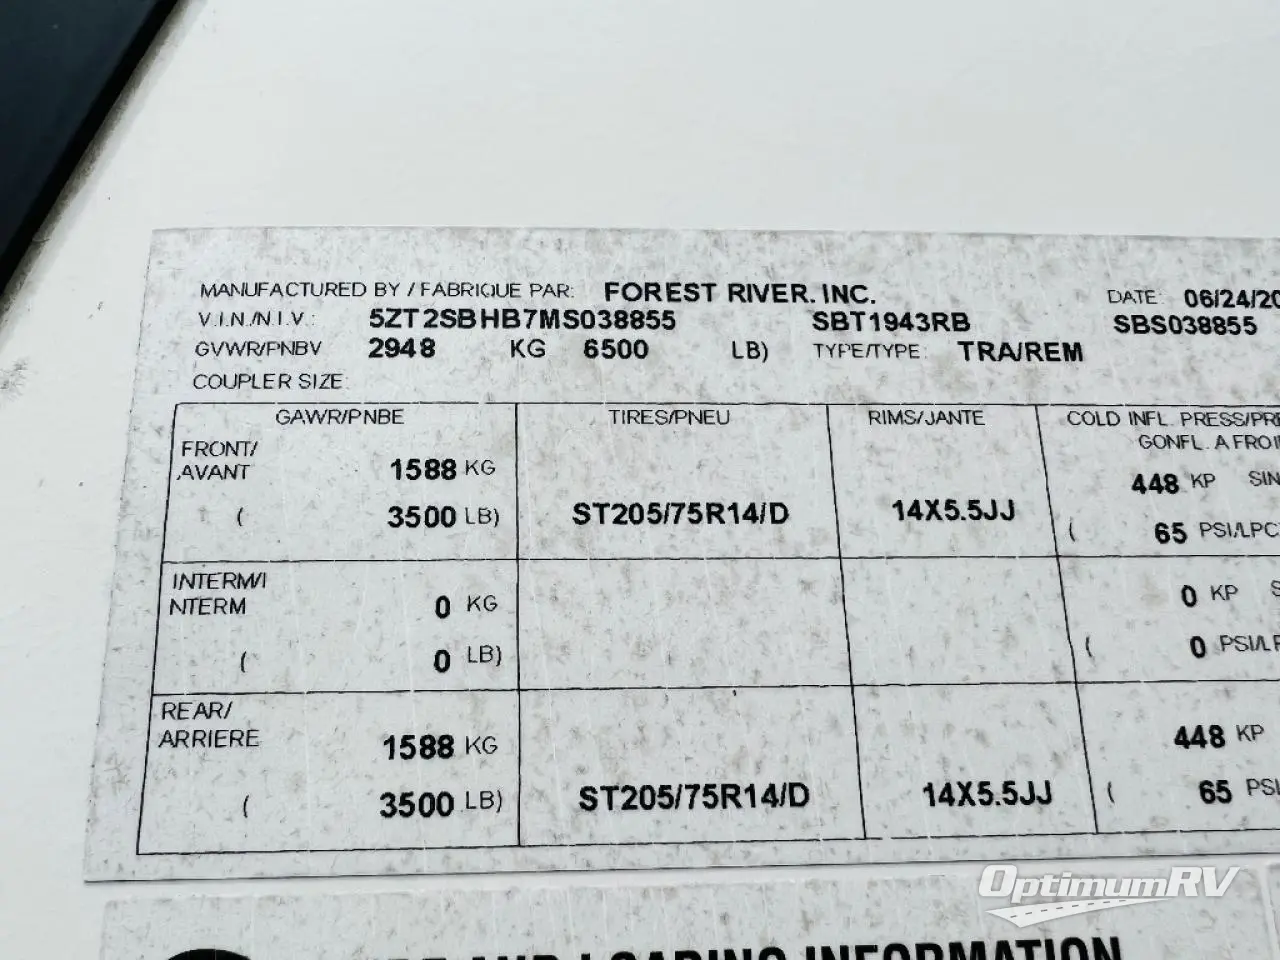 MANUFACTURED BY / FABRIQUE PAR: FOREST RIVER. INC. DATE: 06/24/20
V.I.N./N.I.V.: 5ZT2SBHB7MS038855 SBT1943RB SBS038855
GVWR/PNBV 2948 KG 6500 LB) TYPE/TYPE: TRA/REM
COUPLER SIZE:
GAWR/PNBE TIRES/PNEU RIMS/JANTE COLD INFL. PRESS/PRE
GONFL. A FROI
FRONT/
AVANT 1588 KG 448 KP SIN
( 3500 LB) ST205/75R14/D 14X5.5JJ ( 65 PSI/LPC
INTERM/I
NTERM 0 KG 0 KP S
( 0 LB) ( 0 PSI/LP
REAR/
ARRIERE 1588 KG 448 KP
( 3500 LB) ST205/75R14/D 14X5.5JJ ( 65 PSI
OptimumRV
AND LOADING INFORMATION